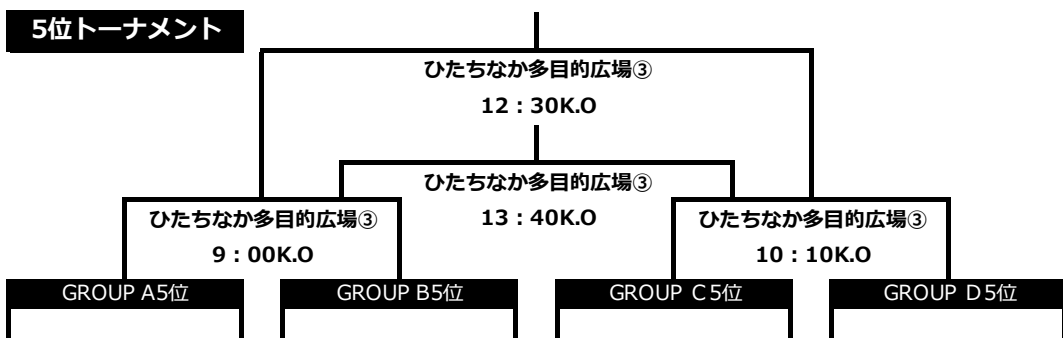 5位トーナメント
ひたちなか多目的広場③
12：30K.O
ひたちなか多目的広場③
13：40K.O
ひたちなか多目的広場③
9：00K.O
ひたちなか多目的広場③
10：10K.O
GROUP A5位
GROUP B5位
GROUP C5位
GROUP D5位